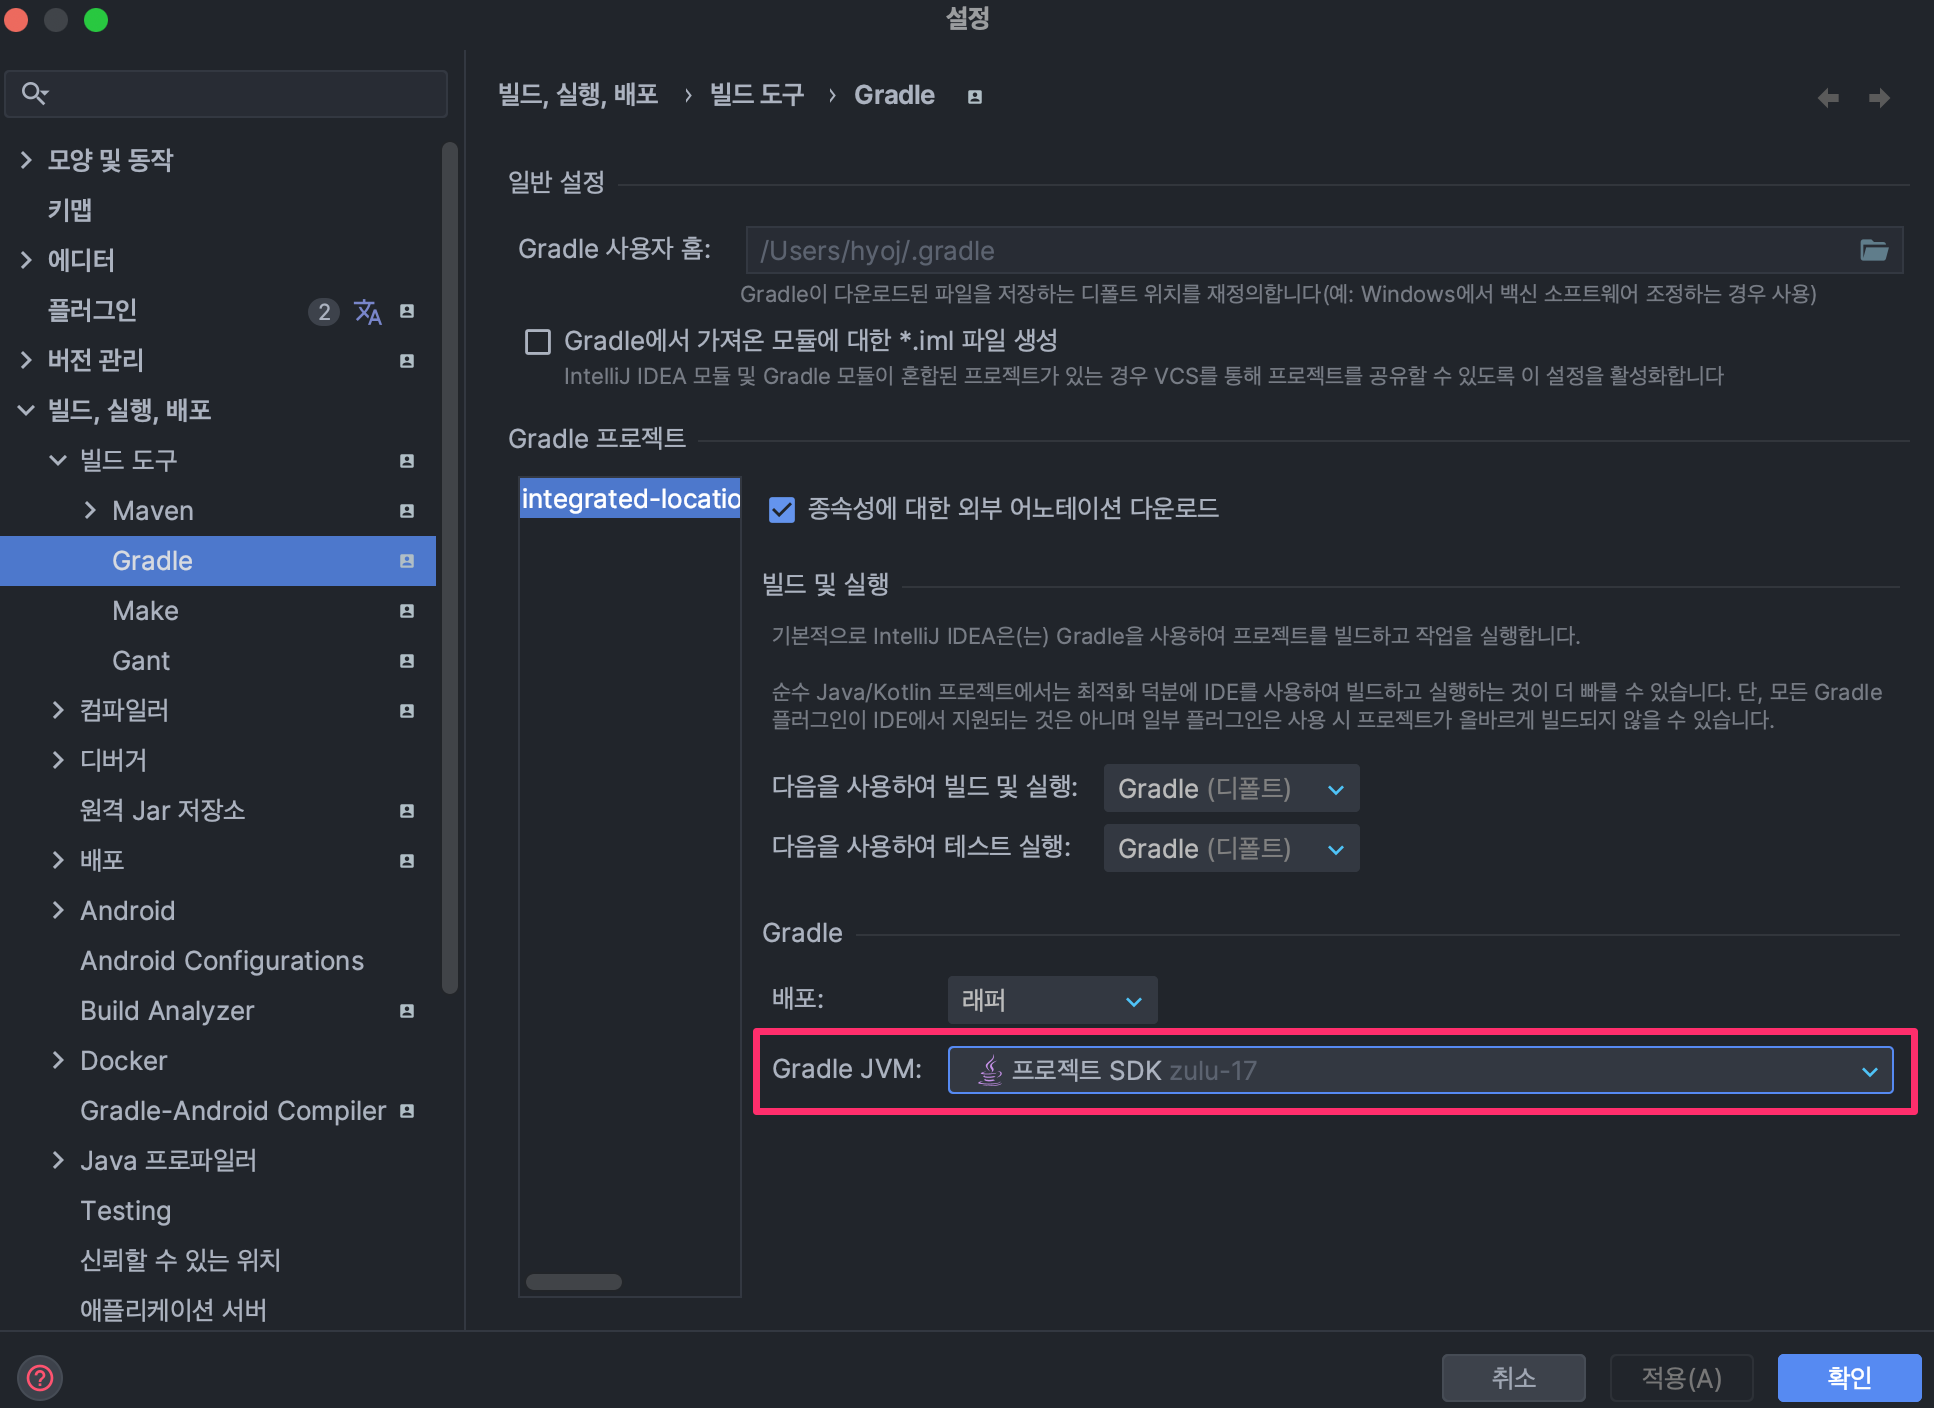 설정
모양 및 동작
키맵
에디터
플러그인 2
버전 관리
빌드, 실행, 배포
빌드 도구
Maven
Gradle
Make
Gant
컴파일러
디버거
원격 Jar 저장소
배포
Android
Android Configurations
Build Analyzer
Docker
Gradle-Android Compiler
Java 프로파일러
Testing
신뢰할 수 있는 위치
애플리케이션 서버
빌드, 실행, 배포 › 빌드 도구 › Gradle
일반 설정
Gradle 사용자 홈: /Users/hyoj/.gradle
Gradle이 다운로드된 파일을 저장하는 디폴트 위치를 재정의합니다(예: Windows에서 백신 소프트웨어 조정하는 경우 사용)
Gradle에서 가져온 모듈에 대한 *.iml 파일 생성
IntelliJ IDEA 모듈 및 Gradle 모듈이 혼합된 프로젝트가 있는 경우 VCS를 통해 프로젝트를 공유할 수 있도록 이 설정을 활성화합니다
Gradle 프로젝트
integrated-locatio
종속성에 대한 외부 어노테이션 다운로드
빌드 및 실행
기본적으로 IntelliJ IDEA은(는) Gradle을 사용하여 프로젝트를 빌드하고 작업을 실행합니다.
순수 Java/Kotlin 프로젝트에서는 최적화 덕분에 IDE를 사용하여 빌드하고 실행하는 것이 더 빠를 수 있습니다. 단, 모든 Gradle
플러그인이 IDE에서 지원되는 것은 아니며 일부 플러그인은 사용 시 프로젝트가 올바르게 빌드되지 않을 수 있습니다.
다음을 사용하여 빌드 및 실행: Gradle (디폴트)
다음을 사용하여 테스트 실행: Gradle (디폴트)
Gradle
배포: 래퍼
Gradle JVM: 프로젝트 SDK zulu-17
취소 적용(A) 확인